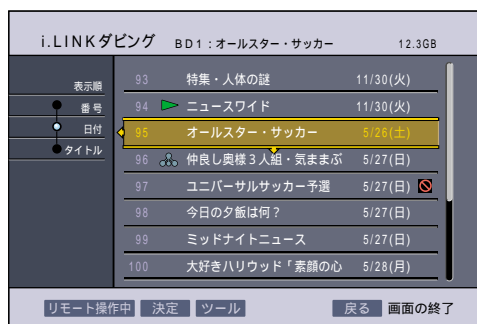 i.LINKダビング BD1：オールスター・サッカー 12.3GB
表示順
番号
日付
タイトル
93 特集・人体の謎 11/30(火)
94 ニュースワイド 11/30(火)
95 オールスター・サッカー 5/26(土)
96 仲良し奥様３人組・気ままぶ 5/27(日)
97 ユニバーサルサッカー予選 5/27(日)
98 今日の夕飯は何？ 5/27(日)
99 ミッドナイトニュース 5/27(日)
100 大好きハリウッド「素顔の心 5/28(月)
リモート操作中 決定 ツール 戻る 画面の終了